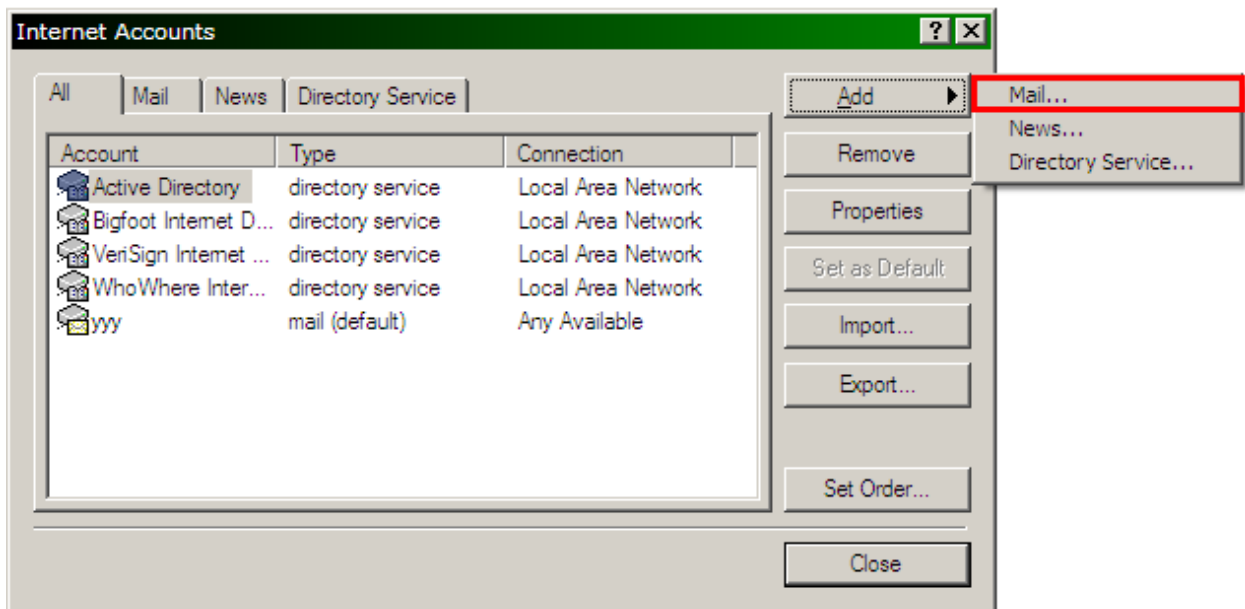 Internet Accounts
All Mail News Directory Service
Add
Mail...
News...
Directory Service...
Remove
Properties
Set as Default
Import...
Export...
Set Order...
Account Type Connection
Active Directory directory service Local Area Network
Bigfoot Internet D... directory service Local Area Network
VeriSign Internet ... directory service Local Area Network
WhoWhere Inter... directory service Local Area Network
yyy mail (default) Any Available
Close